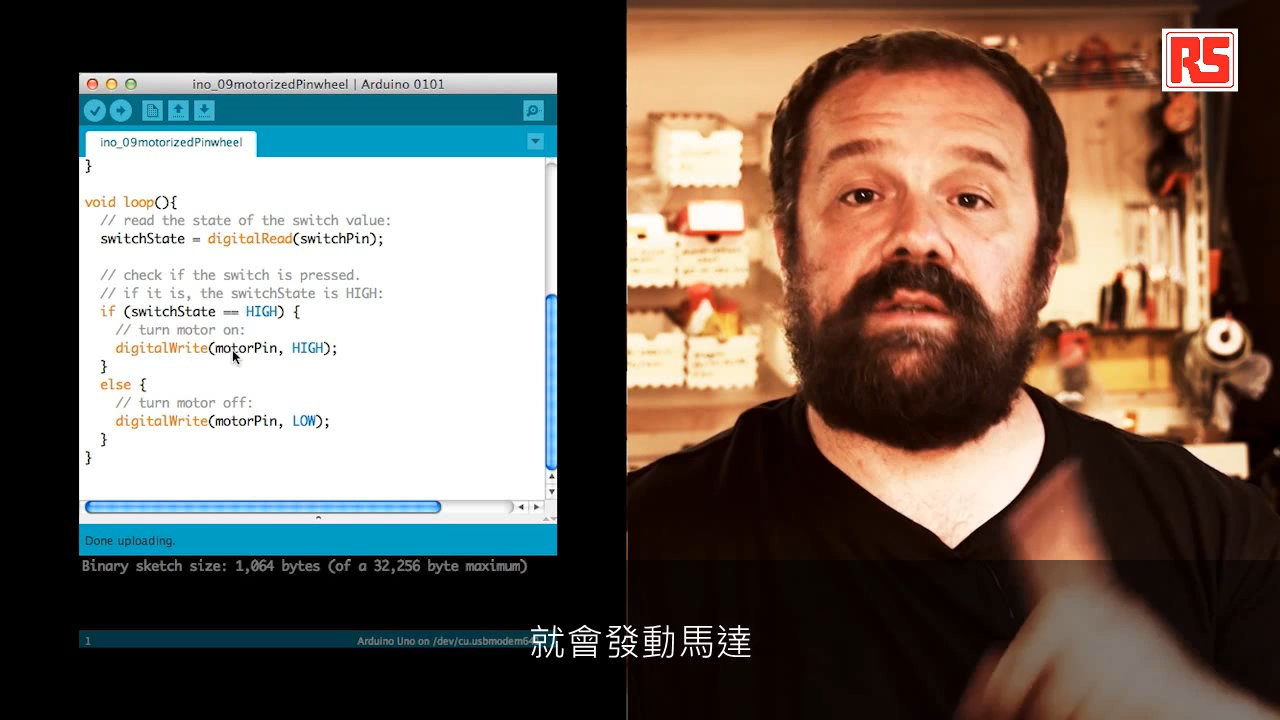 ino_09motorizedPinwheel | Arduino 0101
ino_09motorizedPinwheel
}
void loop(){
// read the state of the switch value:
switchState = digitalRead(switchPin);
// check if the switch is pressed.
// if it is, the switchState is HIGH:
if (switchState == HIGH) {
// turn motor on:
digitalWrite(motorPin, HIGH);
}
else {
// turn motor off:
digitalWrite(motorPin, LOW);
}
}
Done uploading.
Binary sketch size: 1,064 bytes (of a 32,256 byte maximum)
1
Arduino Uno on
RS
就會發動馬達